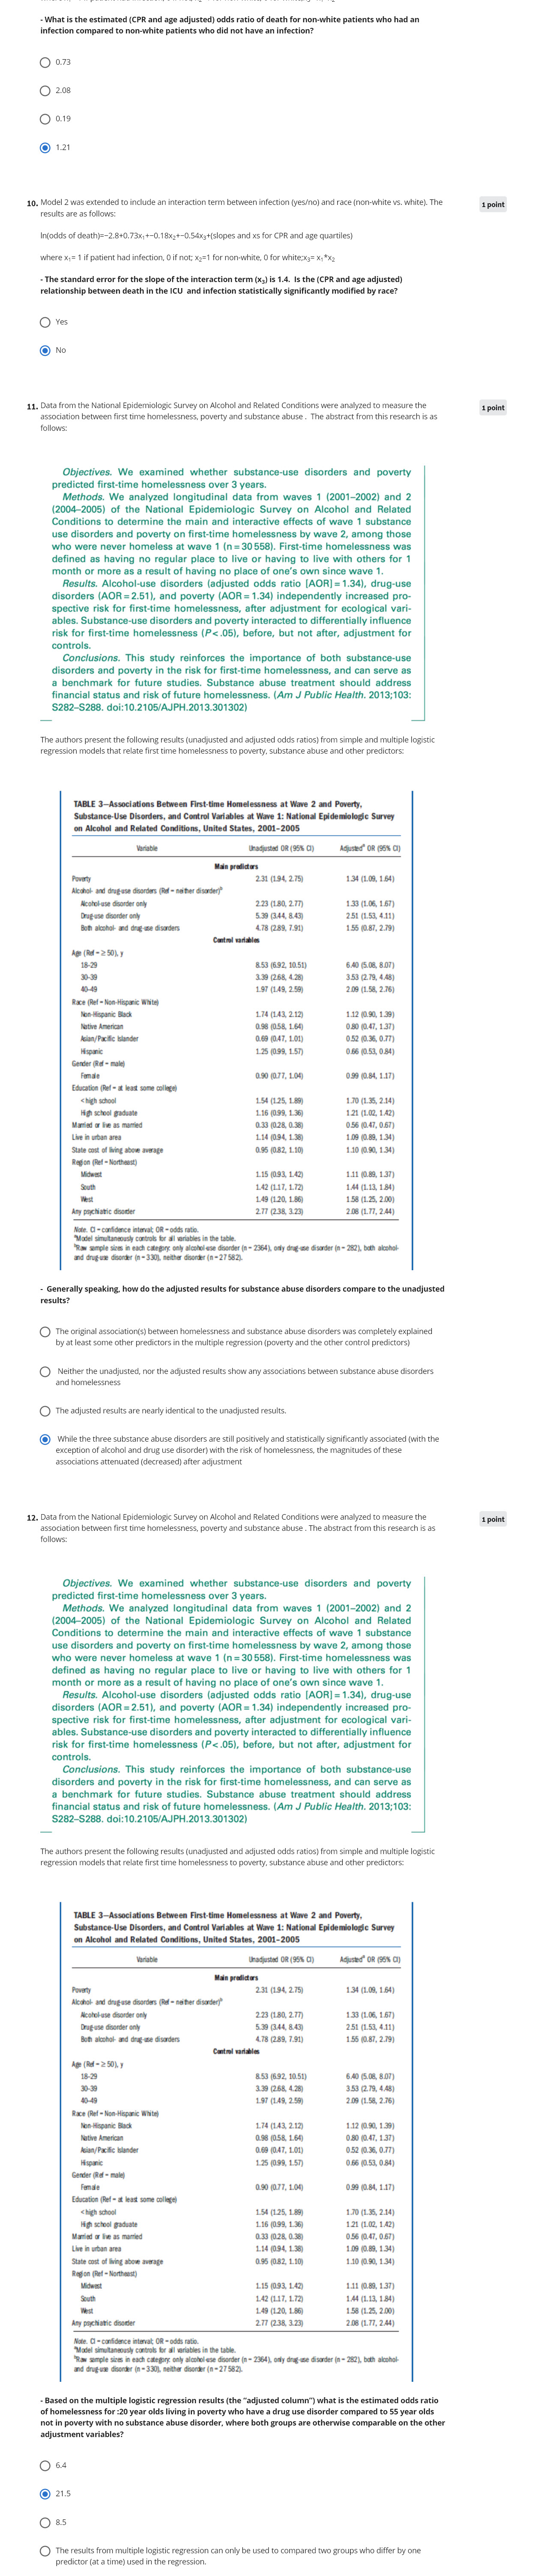 - What is the estimated (CPR and age adjusted) odds ratio of death for non-white patients who had an
infection compared to non-white patients who did not have an infection?
0.73
2.08
0.19
1.21
10. Model 2 was extended to include an interaction term between infection (yes/no) and race (non-white vs. white). The 1 point
results are as follows:
ln(odds of death)=−2.8+0.73x₁+−0.18x₂+−0.54x₃+(slopes and xs for CPR and age quartiles)
where x₁= 1 if patient had infection, 0 if not; x₂=1 for non-white, 0 for white;x₃= x₁*x₂
- The standard error for the slope of the interaction term (x₃) is 1.4. Is the (CPR and age adjusted)
relationship between death in the ICU and infection statistically significantly modified by race?
Yes
No
11. Data from the National Epidemiologic Survey on Alcohol and Related Conditions were analyzed to measure the 1 point
association between first time homelessness, poverty and substance abuse . The abstract from this research is as
follows:
Objectives. We examined whether substance-use disorders and poverty
predicted first-time homelessness over 3 years.
Methods. We analyzed longitudinal data from waves 1 (2001–2002) and 2
(2004–2005) of the National Epidemiologic Survey on Alcohol and Related
Conditions to determine the main and interactive effects of wave 1 substance
use disorders and poverty on first-time homelessness by wave 2, among those
who were never homeless at wave 1 (n = 30 558). First-time homelessness was
defined as having no regular place to live or having to live with others for 1
month or more as a result of having no place of one's own since wave 1.
Results. Alcohol-use disorders (adjusted odds ratio [AOR] = 1.34), drug-use
disorders (AOR = 2.51), and poverty (AOR = 1.34) independently increased pro-
spective risk for first-time homelessness, after adjustment for ecological vari-
ables. Substance-use disorders and poverty interacted to differentially influence
risk for first-time homelessness (P < .05), before, but not after, adjustment for
controls.
Conclusions. This study reinforces the importance of both substance-use
disorders and poverty in the risk for first-time homelessness, and can serve as
a benchmark for future studies. Substance abuse treatment should address
financial status and risk of future homelessness. (Am J Public Health. 2013;103:
S282–S288. doi:10.2105/AJPH.2013.301302)
The authors present the following results (unadjusted and adjusted odds ratios) from simple and multiple logistic
regression models that relate first time homelessness to poverty, substance abuse and other predictors:
TABLE 3—Associations Between First-time Homelessness at Wave 2 and Poverty,
Substance-Use Disorders, and Control Variables at Wave 1: National Epidemiologic Survey
on Alcohol and Related Conditions, United States, 2001–2005
Variable Unadjusted OR (95% CI) Adjustedᵃ OR (95% CI)
Main predictors
Poverty 2.31 (1.94, 2.75) 1.34 (1.09, 1.64)
Alcohol- and drug-use disorders (Ref = neither disorder)ᵇ
Alcohol-use disorder only 2.23 (1.80, 2.77) 1.33 (1.06, 1.67)
Drug-use disorder only 5.39 (3.44, 8.43) 2.51 (1.53, 4.11)
Both alcohol- and drug-use disorders 4.78 (2.89, 7.91) 1.55 (0.87, 2.79)
Control variables
Age (Ref = ≥ 50), y
18-29 8.53 (6.92, 10.51) 6.40 (5.08, 8.07)
30-39 3.39 (2.68, 4.28) 3.53 (2.79, 4.48)
40-49 1.97 (1.49, 2.59) 2.09 (1.58, 2.76)
Race (Ref = Non-Hispanic White)
Non-Hispanic Black 1.74 (1.43, 2.12) 1.12 (0.90, 1.39)
Native American 0.98 (0.58, 1.64) 0.80 (0.47, 1.37)
Asian/Pacific Islander 0.69 (0.47, 1.01) 0.52 (0.36, 0.77)
Hispanic 1.25 (0.99, 1.57) 0.66 (0.53, 0.84)
Gender (Ref = male)
Female 0.90 (0.77, 1.04) 0.99 (0.84, 1.17)
Education (Ref = at least some college)
< high school 1.54 (1.25, 1.89) 1.70 (1.35, 2.14)
High school graduate 1.16 (0.99, 1.36) 1.21 (1.02, 1.42)
Married or live as married 0.33 (0.28, 0.38) 0.56 (0.47, 0.67)
Live in urban area 1.14 (0.94, 1.38) 1.09 (0.89, 1.34)
State cost of living above average 0.95 (0.82, 1.10) 1.10 (0.90, 1.34)
Region (Ref = Northeast)
Midwest 1.15 (0.93, 1.42) 1.11 (0.89, 1.37)
South 1.42 (1.17, 1.72) 1.44 (1.13, 1.84)
West 1.49 (1.20, 1.86) 1.58 (1.25, 2.00)
Any psychiatric disorder 2.77 (2.38, 3.23) 2.08 (1.77, 2.44)
Note. CI = confidence interval; OR = odds ratio.
ᵃModel simultaneously controls for all variables in the table.
ᵇRaw sample sizes in each category: only alcohol-use disorder (n = 2364), only drug-use disorder (n = 282), both alcohol-
and drug-use disorder (n = 330), neither disorder (n = 27 582).
- Generally speaking, how do the adjusted results for substance abuse disorders compare to the unadjusted
results?
The original association(s) between homelessness and substance abuse disorders was completely explained
by at least some other predictors in the multiple regression (poverty and the other control predictors)
Neither the unadjusted, nor the adjusted results show any associations between substance abuse disorders
and homelessness
The adjusted results are nearly identical to the unadjusted results.
While the three substance abuse disorders are still positively and statistically significantly associated (with the
exception of alcohol and drug use disorder) with the risk of homelessness, the magnitudes of these
associations attenuated (decreased) after adjustment
12. Data from the National Epidemiologic Survey on Alcohol and Related Conditions were analyzed to measure the 1 point
association between first time homelessness, poverty and substance abuse . The abstract from this research is as
follows:
Objectives. We examined whether substance-use disorders and poverty
predicted first-time homelessness over 3 years.
Methods. We analyzed longitudinal data from waves 1 (2001–2002) and 2
(2004–2005) of the National Epidemiologic Survey on Alcohol and Related
Conditions to determine the main and interactive effects of wave 1 substance
use disorders and poverty on first-time homelessness by wave 2, among those
who were never homeless at wave 1 (n = 30 558). First-time homelessness was
defined as having no regular place to live or having to live with others for 1
month or more as a result of having no place of one's own since wave 1.
Results. Alcohol-use disorders (adjusted odds ratio [AOR] = 1.34), drug-use
disorders (AOR = 2.51), and poverty (AOR = 1.34) independently increased pro-
spective risk for first-time homelessness, after adjustment for ecological vari-
ables. Substance-use disorders and poverty interacted to differentially influence
risk for first-time homelessness (P < .05), before, but not after, adjustment for
controls.
Conclusions. This study reinforces the importance of both substance-use
disorders and poverty in the risk for first-time homelessness, and can serve as
a benchmark for future studies. Substance abuse treatment should address
financial status and risk of future homelessness. (Am J Public Health. 2013;103:
S282–S288. doi:10.2105/AJPH.2013.301302)
The authors present the following results (unadjusted and adjusted odds ratios) from simple and multiple logistic
regression models that relate first time homelessness to poverty, substance abuse and other predictors:
TABLE 3—Associations Between First-time Homelessness at Wave 2 and Poverty,
Substance-Use Disorders, and Control Variables at Wave 1: National Epidemiologic Survey
on Alcohol and Related Conditions, United States, 2001–2005
Variable Unadjusted OR (95% CI) Adjustedᵃ OR (95% CI)
Main predictors
Poverty 2.31 (1.94, 2.75) 1.34 (1.09, 1.64)
Alcohol- and drug-use disorders (Ref = neither disorder)ᵇ
Alcohol-use disorder only 2.23 (1.80, 2.77) 1.33 (1.06, 1.67)
Drug-use disorder only 5.39 (3.44, 8.43) 2.51 (1.53, 4.11)
Both alcohol- and drug-use disorders 4.78 (2.89, 7.91) 1.55 (0.87, 2.79)
Control variables
Age (Ref = ≥ 50), y
18-29 8.53 (6.92, 10.51) 6.40 (5.08, 8.07)
30-39 3.39 (2.68, 4.28) 3.53 (2.79, 4.48)
40-49 1.97 (1.49, 2.59) 2.09 (1.58, 2.76)
Race (Ref = Non-Hispanic White)
Non-Hispanic Black 1.74 (1.43, 2.12) 1.12 (0.90, 1.39)
Native American 0.98 (0.58, 1.64) 0.80 (0.47, 1.37)
Asian/Pacific Islander 0.69 (0.47, 1.01) 0.52 (0.36, 0.77)
Hispanic 1.25 (0.99, 1.57) 0.66 (0.53, 0.84)
Gender (Ref = male)
Female 0.90 (0.77, 1.04) 0.99 (0.84, 1.17)
Education (Ref = at least some college)
< high school 1.54 (1.25, 1.89) 1.70 (1.35, 2.14)
High school graduate 1.16 (0.99, 1.36) 1.21 (1.02, 1.42)
Married or live as married 0.33 (0.28, 0.38) 0.56 (0.47, 0.67)
Live in urban area 1.14 (0.94, 1.38) 1.09 (0.89, 1.34)
State cost of living above average 0.95 (0.82, 1.10) 1.10 (0.90, 1.34)
Region (Ref = Northeast)
Midwest 1.15 (0.93, 1.42) 1.11 (0.89, 1.37)
South 1.42 (1.17, 1.72) 1.44 (1.13, 1.84)
West 1.49 (1.20, 1.86) 1.58 (1.25, 2.00)
Any psychiatric disorder 2.77 (2.38, 3.23) 2.08 (1.77, 2.44)
Note. CI = confidence interval; OR = odds ratio.
ᵃModel simultaneously controls for all variables in the table.
ᵇRaw sample sizes in each category: only alcohol-use disorder (n = 2364), only drug-use disorder (n = 282), both alcohol-
and drug-use disorder (n = 330), neither disorder (n = 27 582).
- Based on the multiple logistic regression results (the "adjusted column") what is the estimated odds ratio
of homelessness for :20 year olds living in poverty who have a drug use disorder compared to 55 year olds
not in poverty with no substance abuse disorder, where both groups are otherwise comparable on the other
adjustment variables?
6.4
21.5
8.5
The results from multiple logistic regression can only be used to compared two groups who differ by one
predictor (at a time) used in the regression.